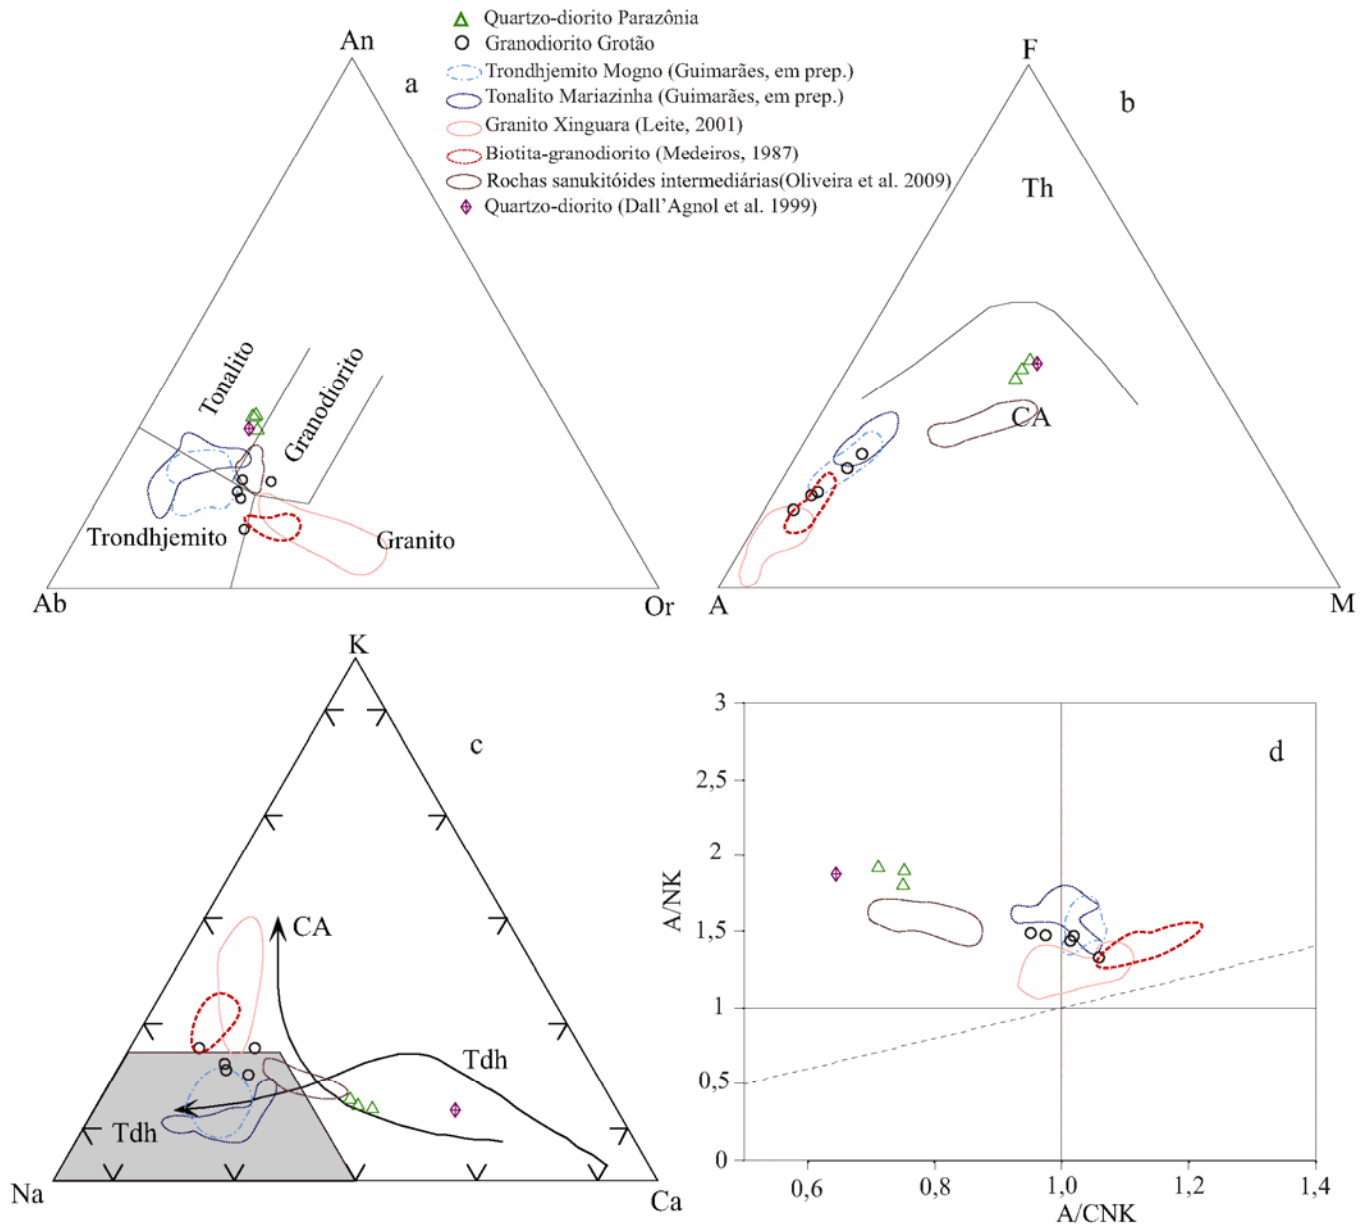 An
a
Quartzo-diorito Parazônia
Granodiorito Grotão
Trondhjemito Mogno (Guimarães, em prep.)
Tonalito Mariazinha (Guimarães, em prep.)
Granito Xinguara (Leite, 2001)
Biotita-granodiorito (Medeiros, 1987)
Rochas sanukitóides intermediárias(Oliveira et al. 2009)
Quartzo-diorito (Dall'Agnol et al. 1999)
Tonalito
Granodiorito
Trondhjemito
Granito
Ab
Or
F
b
Th
CA
A
M
K
c
CA
Tdh
Tdh
Na
Ca
d
3
2,5
2
1,5
1
0,5
0
A/NK
0,6
0,8
1,0
1,2
1,4
A/CNK